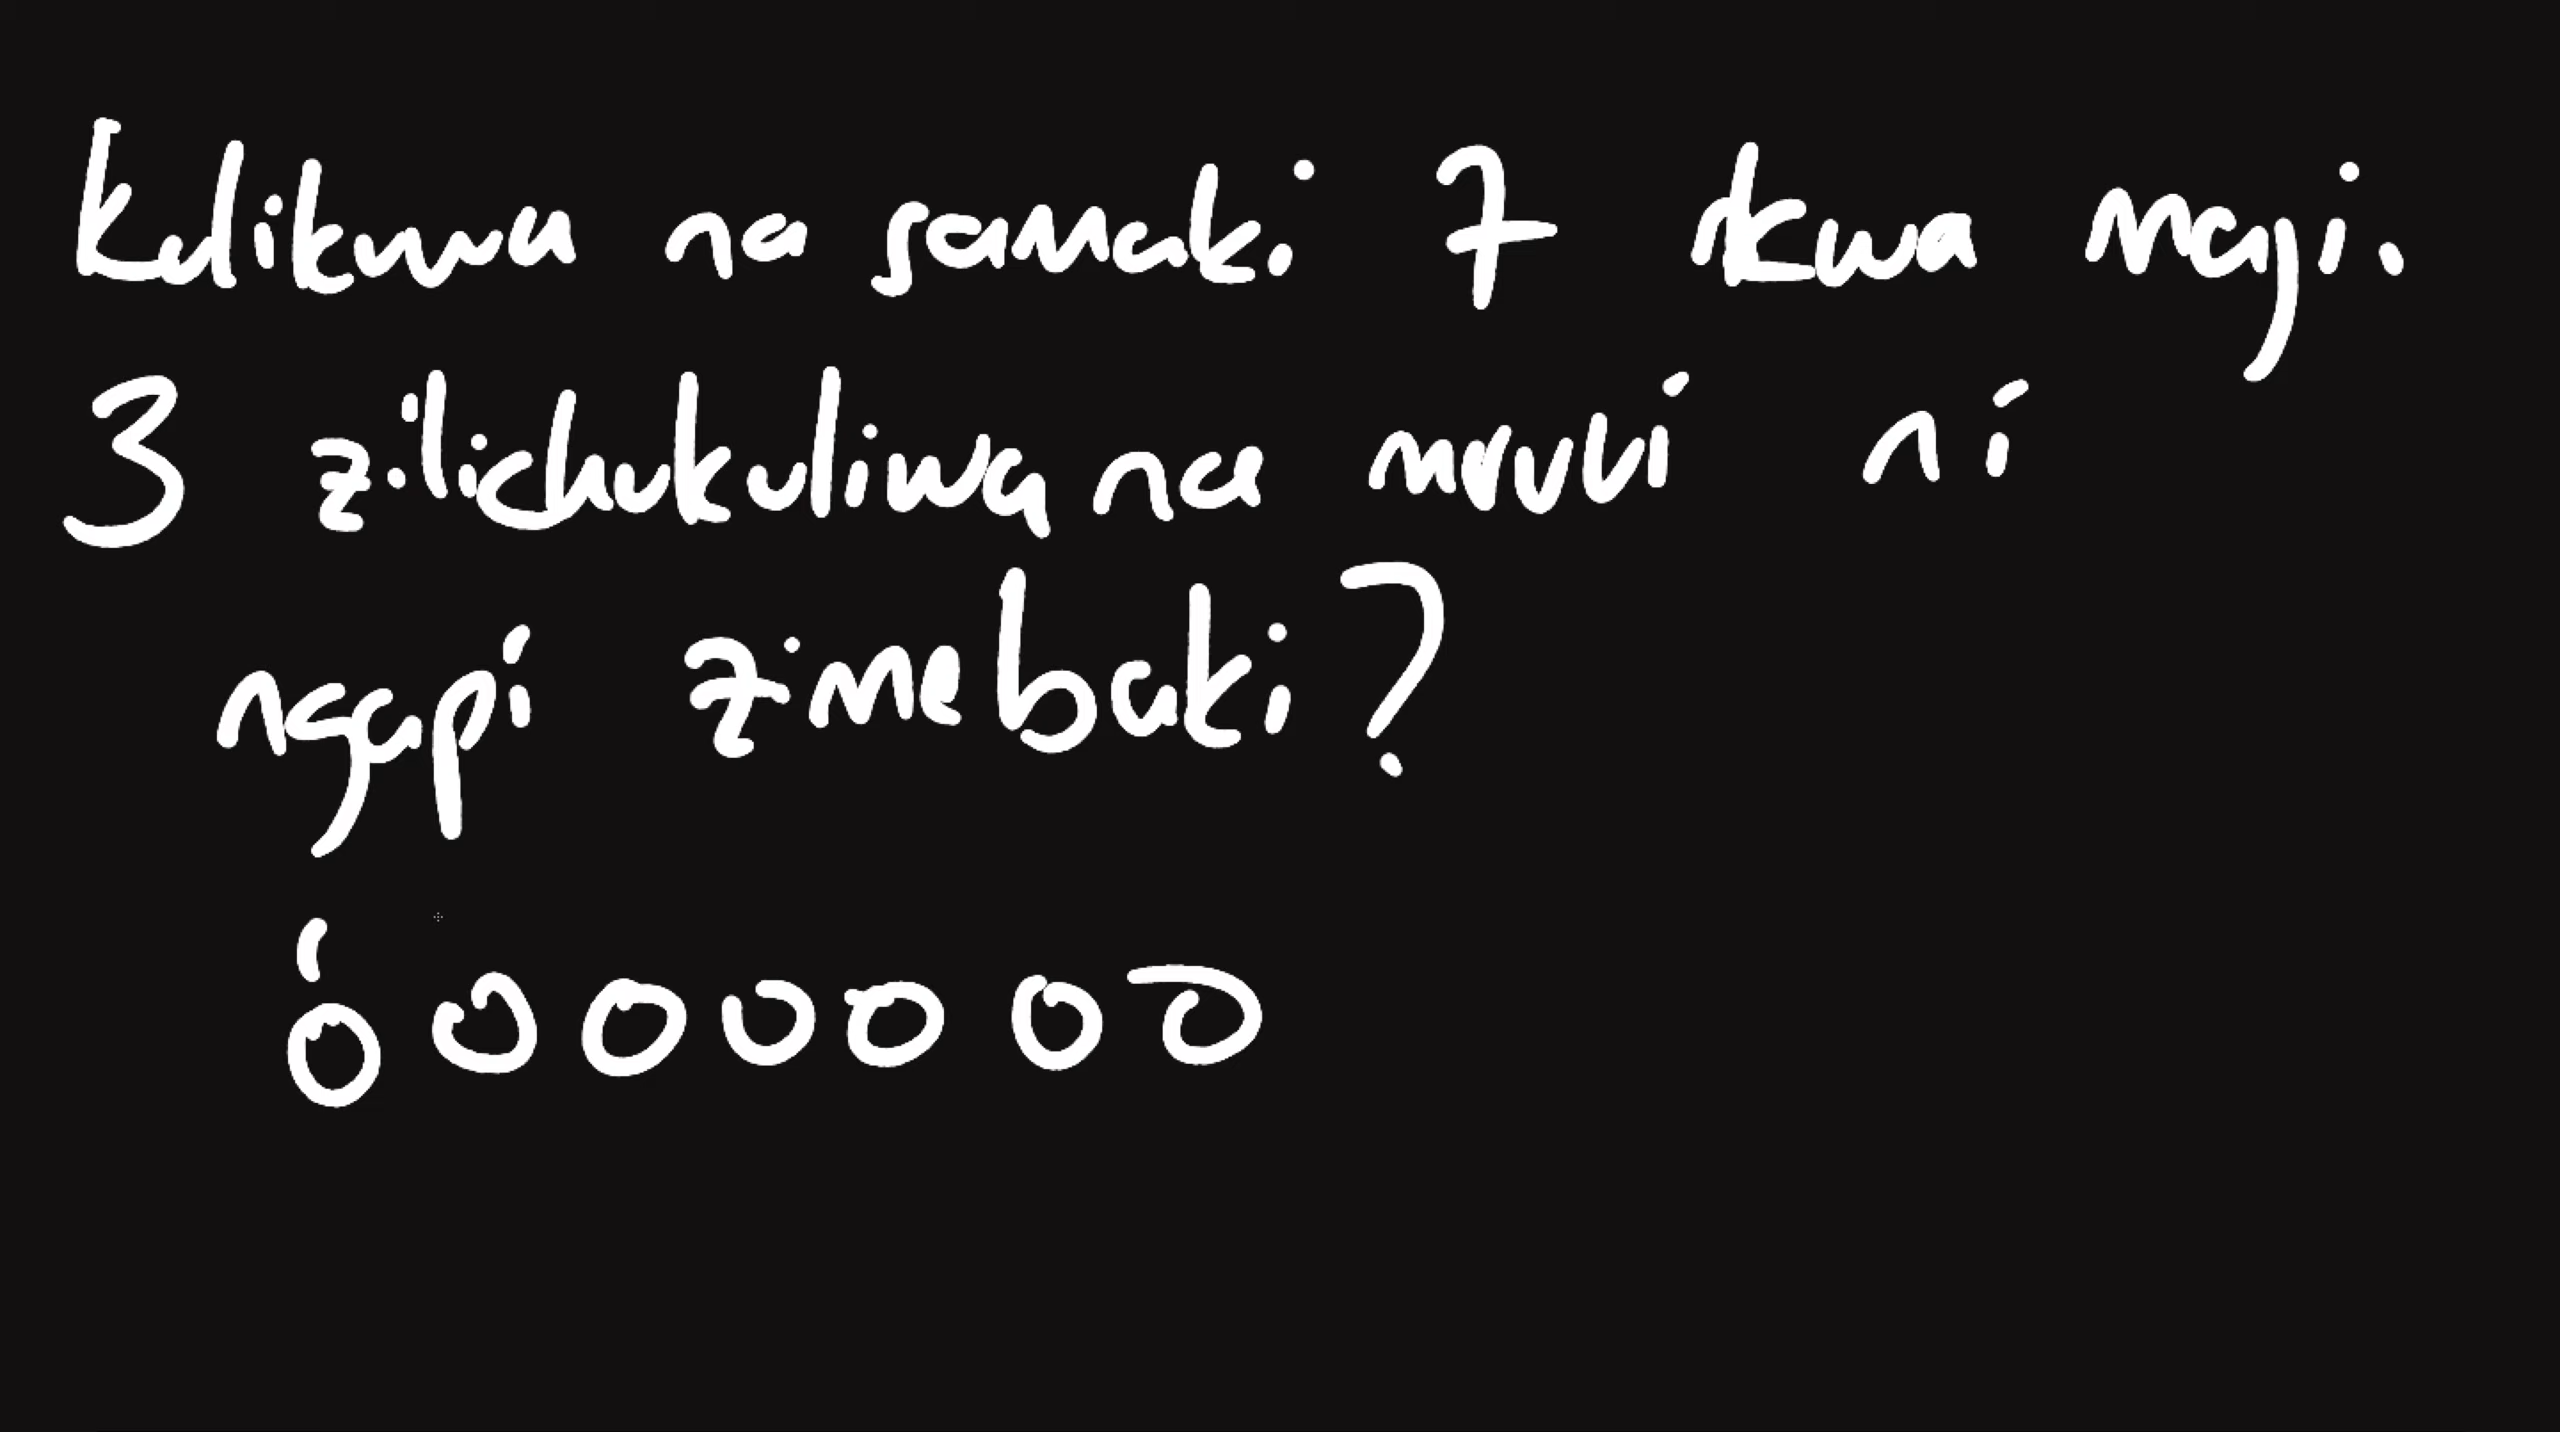 Kulikuwa na samaki 7 kwa maji.
3 zilichukuliwa na mvuvi ni
ngapi zimebaki?